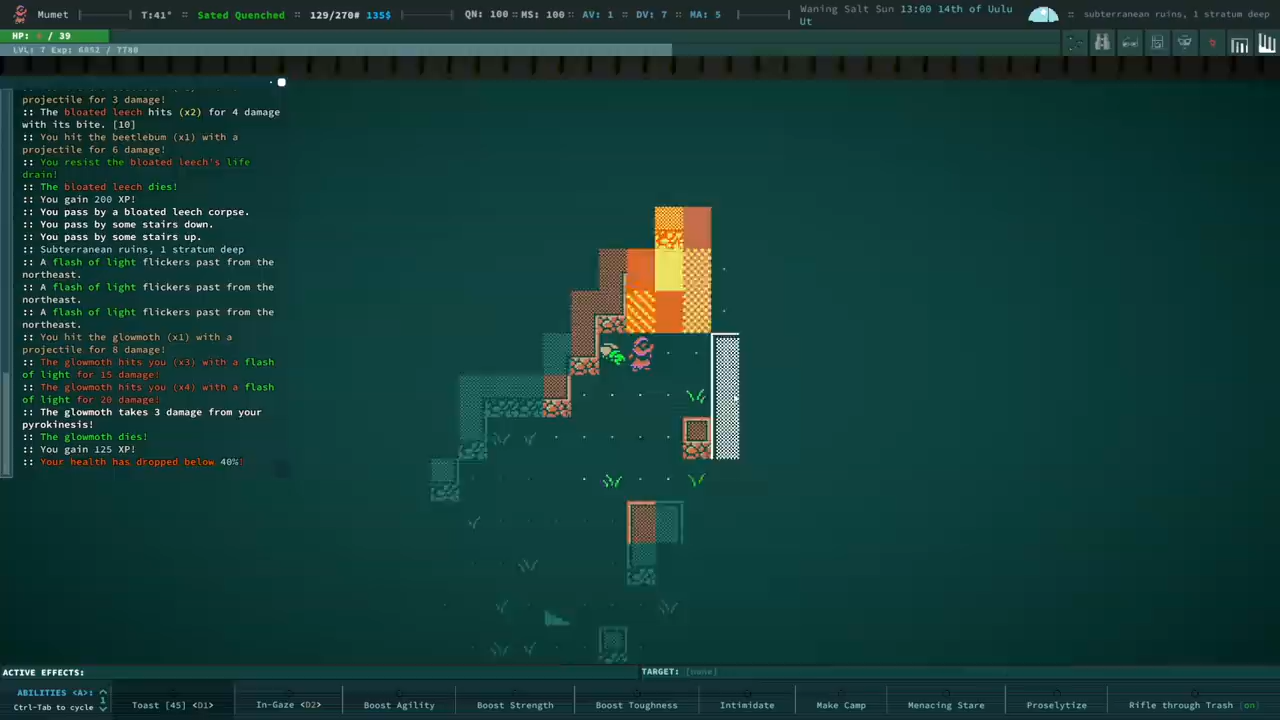 Mumet
T:41° :: Sated Quenched :: 129/270# 135$
QN: 100 :: MS: 100 :: AV: 1 :: DV: 7 :: MA: 5
Waning Salt Sun 13:00 14th of Uulu
Ut
:: subterranean ruins, 1 stratum deep
HP: / 39
LVL: 7 Exp: 6852 / 7780
projectile for 3 damage!
:: The bloated leech hits (x2) for 4 damage
with its bite. [10]
:: You hit the beetlebum (x1) with a
projectile for 6 damage!
:: You resist the bloated leech's life
drain!
:: The bloated leech dies!
:: You gain 200 XP!
:: You pass by a bloated leech corpse.
:: You pass by some stairs down.
:: You pass by some stairs up.
:: Subterranean ruins, 1 stratum deep
:: A flash of light flickers past from the
northeast.
:: A flash of light flickers past from the
northeast.
:: A flash of light flickers past from the
northeast.
:: You hit the glowmoth (x1) with a
projectile for 8 damage!
:: The glowmoth hits you (x3) with a flash
of light for 15 damage!
:: The glowmoth hits you (x4) with a flash
of light for 20 damage!
:: The glowmoth takes 3 damage from your
pyrokinesis!
:: The glowmoth dies!
:: You gain 125 XP!
:: Your health has dropped below 40%!
ACTIVE EFFECTS:
TARGET: [none]
ABILITIES <A>:
1
Ctrl-Tab to cycle
Toast [45] <D1>
In-Gaze <D2>
Boost Agility
Boost Strength
Boost Toughness
Intimidate
Make Camp
Menacing Stare
Proselytize
Rifle through Trash [on]